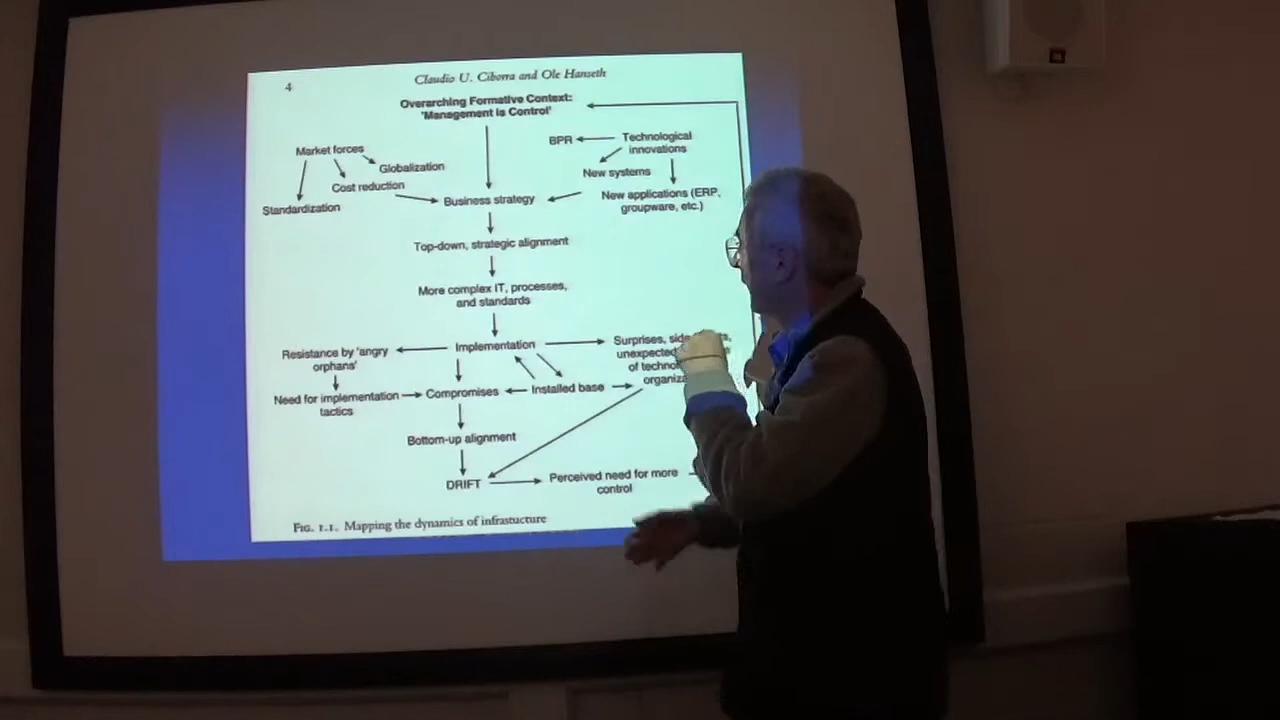 4
Claudio U. Ciborra and Ole Hanseth
Overarching Formative Context:
'Management is Control'
Market forces
Globalization
Cost reduction
Standardization
BPR
Technological
innovations
New systems
New applications (ERP,
groupware, etc.)
Business strategy
Top-down, strategic alignment
More complex IT, processes,
and standards
Resistance by 'angry
orphans'
Implementation
Surprises, side
unexpected
of
Need for implementation
tactics
Compromises
Installed base
Bottom-up alignment
DRIFT
Perceived need for more
control
FIG. 1.1. Mapping the dynamics of infrastucture